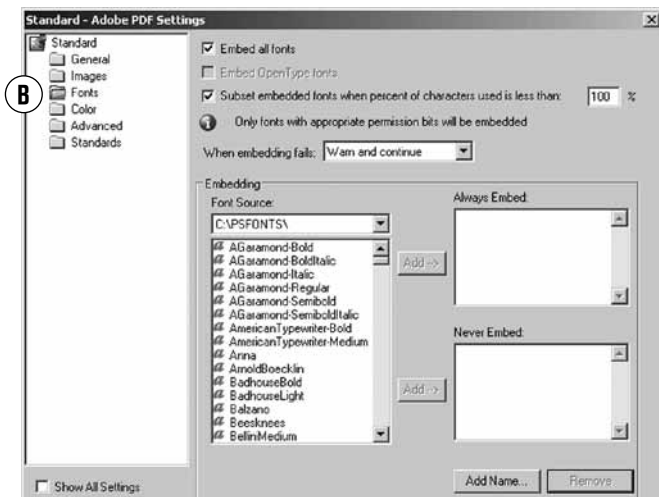 Standard - Adobe PDF Settings
Standard
General
Images
B
Fonts
Color
Advanced
Standards
Show All Settings
Embed all fonts
Embed OpenType fonts
Subset embedded fonts when percent of characters used is less than: 100 %
Only fonts with appropriate permission bits will be embedded
When embedding fails: Warn and continue
Embedding
Font Source:
C:\PSFONTS\
AGaramond-Bold
AGaramond-BoldItalic
AGaramond-Italic
AGaramond-Regular
AGaramond-Semibold
AGaramond-SemiboldItalic
AmericanTypewriter-Bold
AmericanTypewriter-Medium
Anna
ArnoldBoecklin
BadhouseBold
BadhouseLight
Balzano
Beesknees
BelliniMedium
Add ->
Add ->
Always Embed:
Never Embed:
Add Name...
Remove